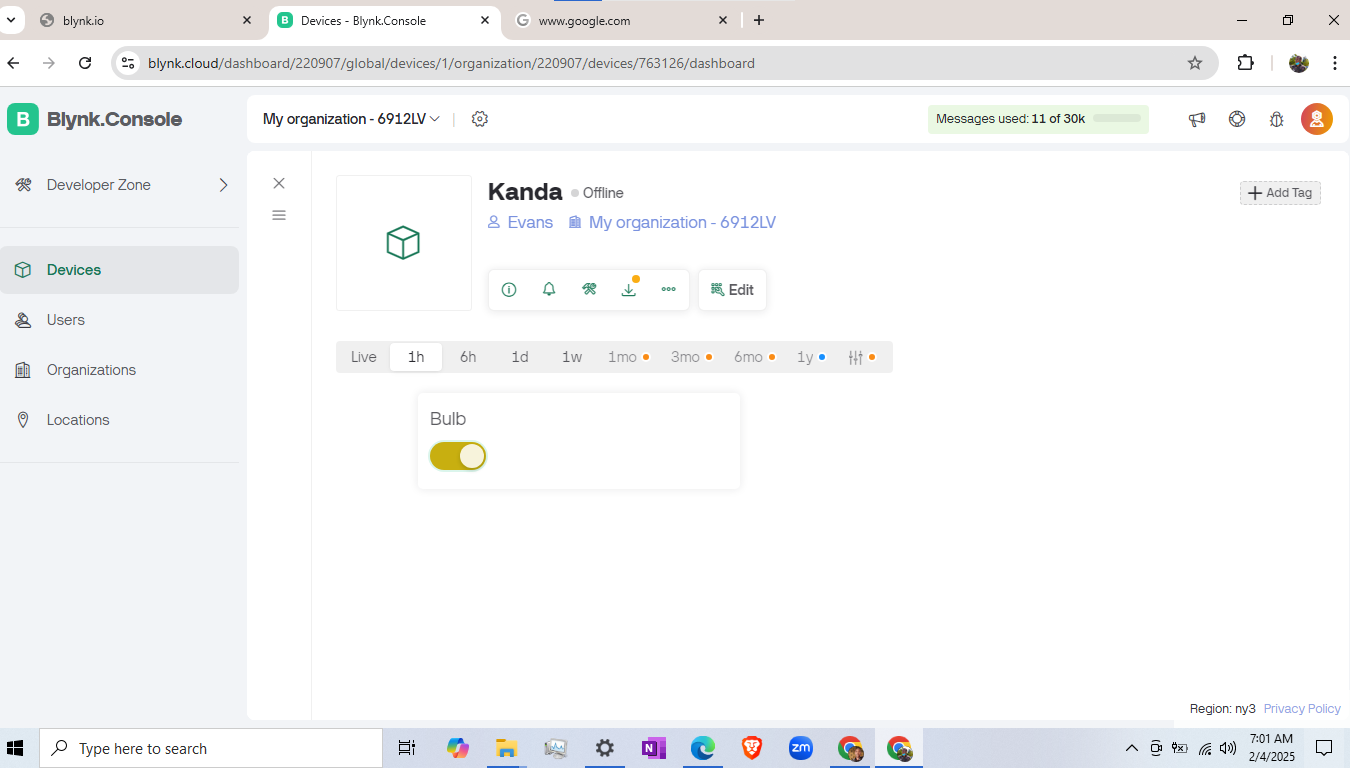 blynk.io
Devices - Blynk.Console
www.google.com
blynk.cloud/dashboard/220907/global/devices/1/organization/220907/devices/763126/dashboard
B Blynk.Console
My organization - 6912LV
Messages used: 11 of 30k
Developer Zone
Devices
Users
Organizations
Locations
Kanda Offline
Evans My organization - 6912LV
Add Tag
Edit
Live 1h 6h 1d 1w 1mo 3mo 6mo 1y
Bulb
Region: ny3 Privacy Policy
Type here to search
zm
7:01 AM
2/4/2025